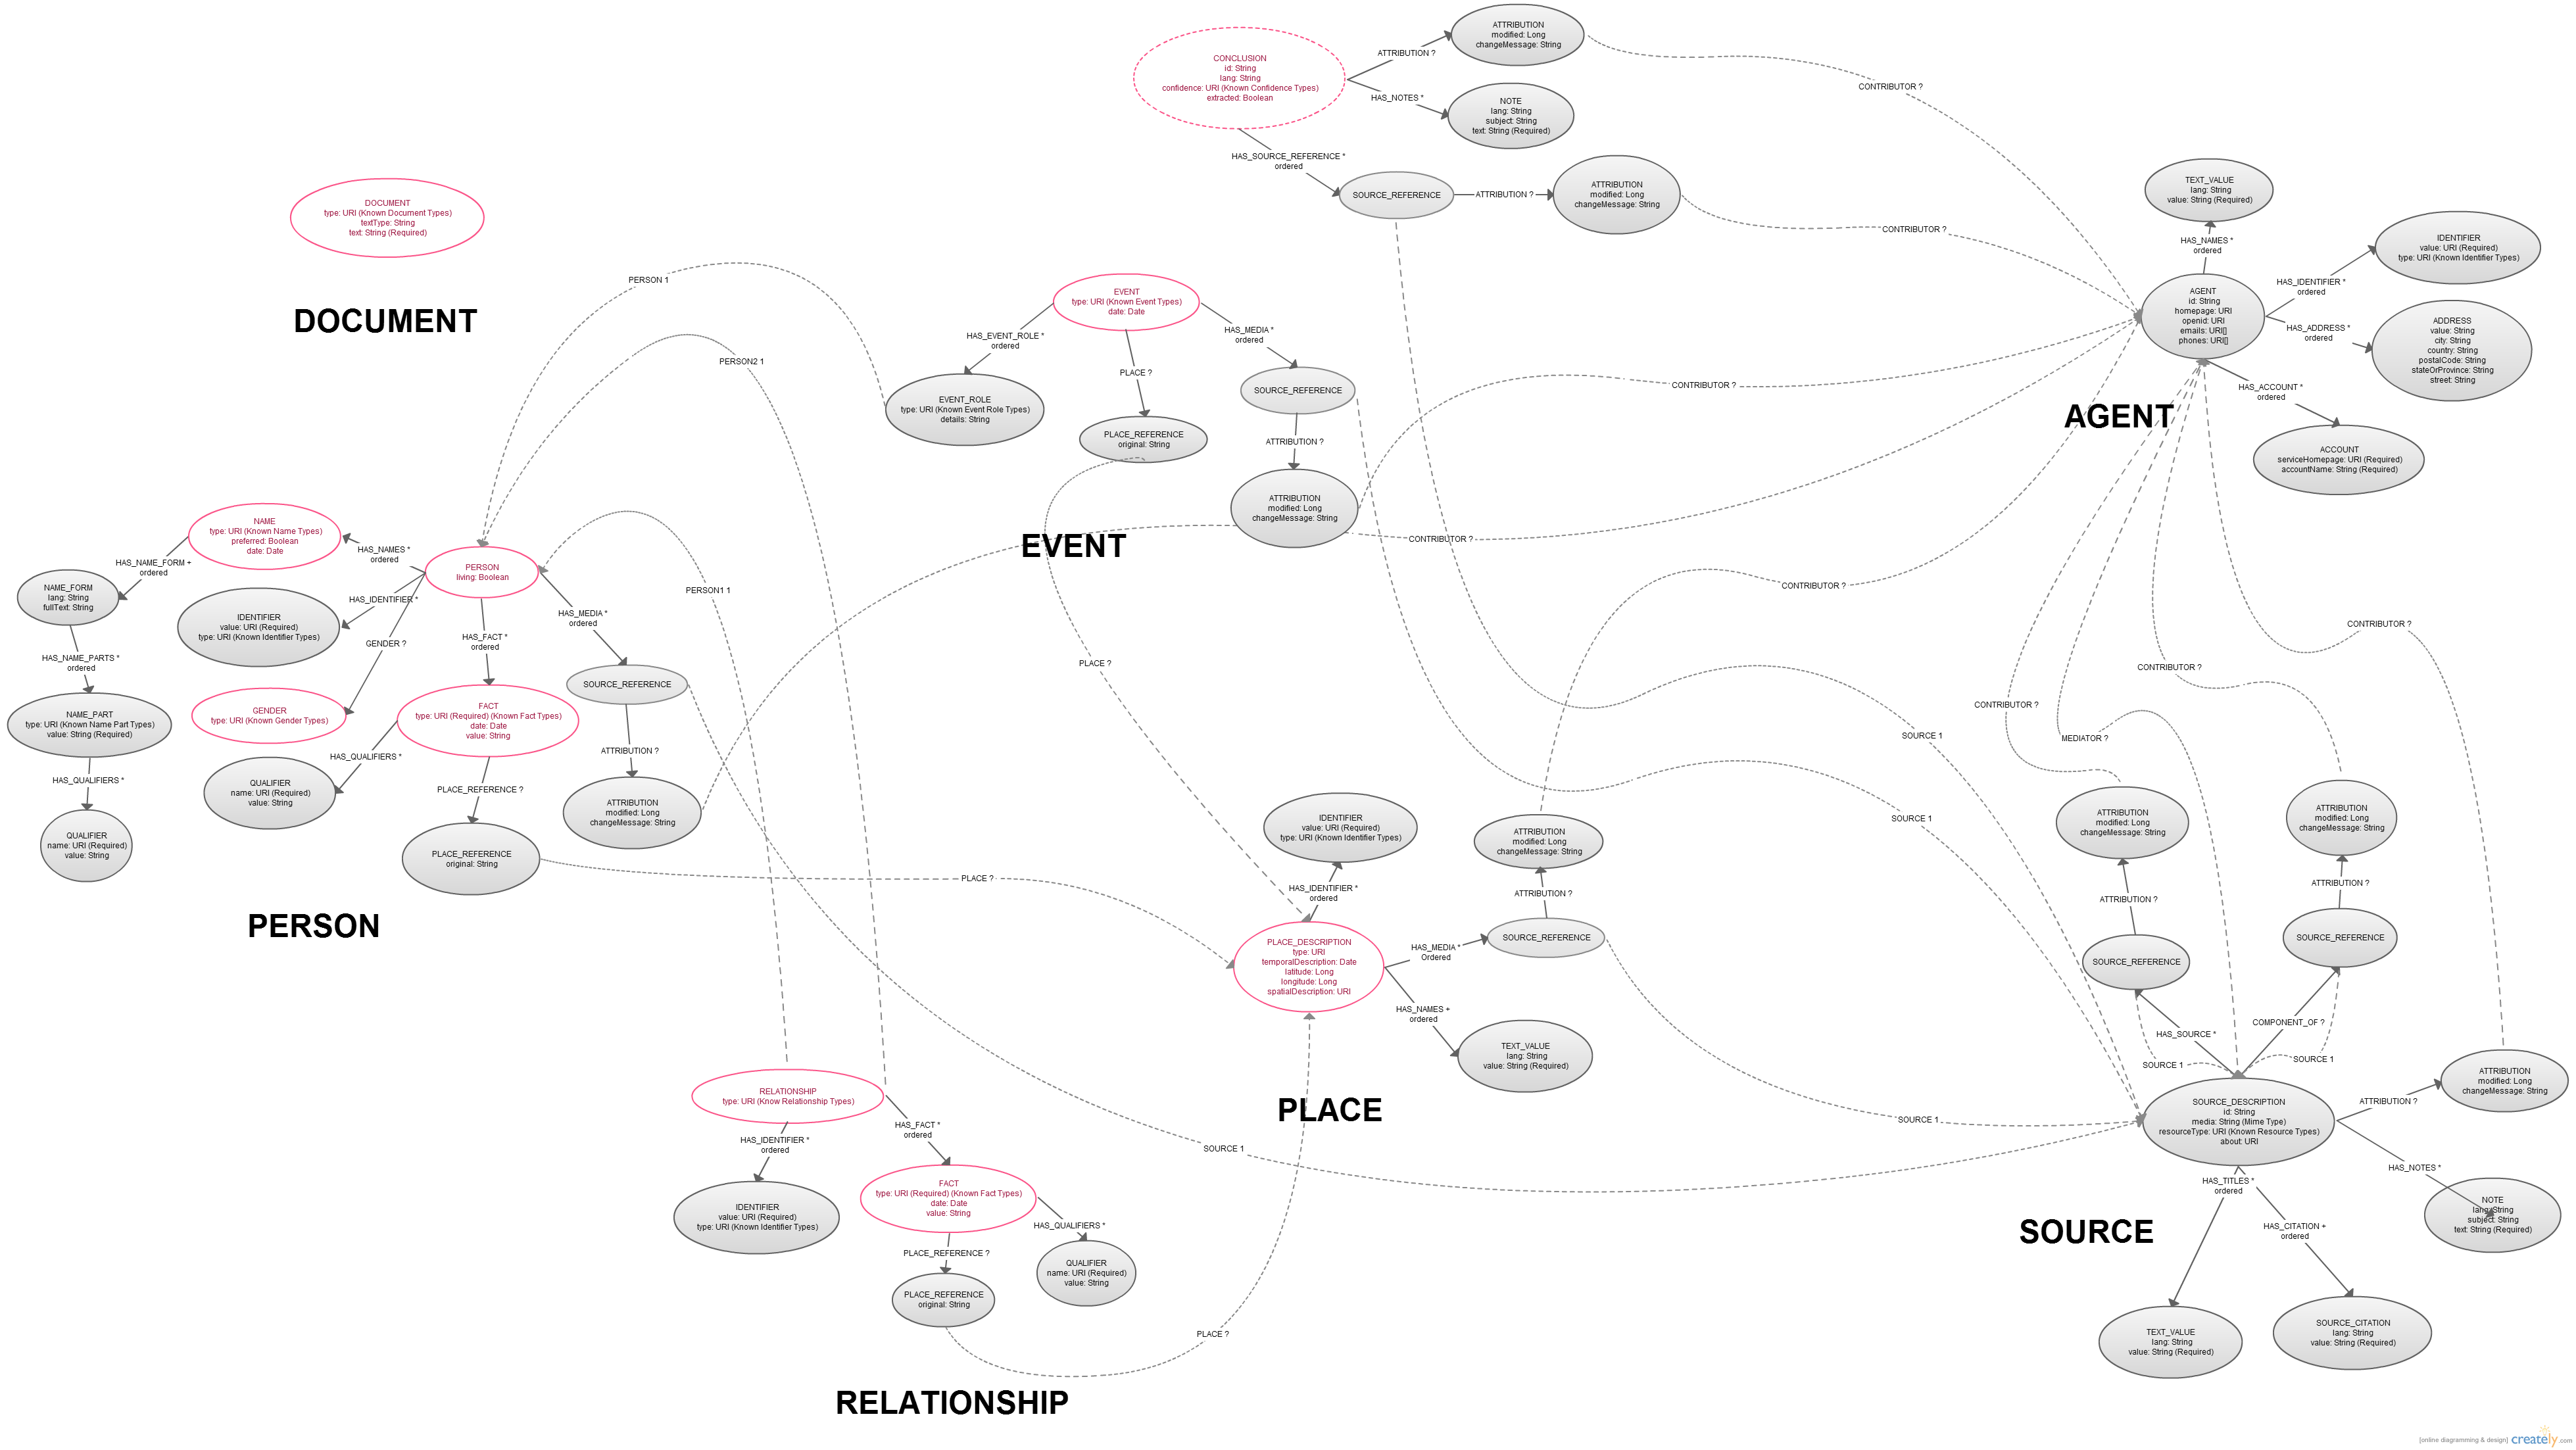 CONCLUSION
id: String
lang: String
confidence: URI (Known Confidence Types)
extracted: Boolean
ATTRIBUTION ?
ATTRIBUTION
modified: Long
changeMessage: String
HAS_NOTES *
NOTE
lang: String
subject: String
text: String (Required)
CONTRIBUTOR ?
HAS_SOURCE_REFERENCE *
ordered
SOURCE_REFERENCE
ATTRIBUTION ?
ATTRIBUTION
modified: Long
changeMessage: String
CONTRIBUTOR ?
DOCUMENT
type: URI (Known Document Types)
textType: String
text: String (Required)
DOCUMENT
PERSON 1
PERSON2 1
EVENT
type: URI (Known Event Types)
date: Date
HAS_EVENT_ROLE *
ordered
EVENT_ROLE
type: URI (Known Event Role Types)
details: String
PLACE ?
PLACE_REFERENCE
original: String
HAS_MEDIA *
ordered
SOURCE_REFERENCE
ATTRIBUTION ?
ATTRIBUTION
modified: Long
changeMessage: String
CONTRIBUTOR ?
CONTRIBUTOR ?
EVENT
TEXT_VALUE
lang: String
value: String (Required)
HAS_NAMES *
ordered
AGENT
id: String
homepage: URI
openid: URI
emails: URI[]
phones: URI[]
HAS_IDENTIFIER *
ordered
IDENTIFIER
value: URI (Required)
type: URI (Known Identifier Types)
HAS_ADDRESS *
ordered
ADDRESS
value: String
city: String
country: String
postalCode: String
stateOrProvince: String
street: String
HAS_ACCOUNT *
ordered
ACCOUNT
serviceHomepage: URI (Required)
accountName: String (Required)
AGENT
NAME
type: URI (Known Name Types)
preferred: Boolean
date: Date
HAS_NAMES *
ordered
HAS_NAME_FORM +
ordered
NAME_FORM
lang: String
fullText: String
HAS_NAME_PARTS *
ordered
NAME_PART
type: URI (Known Name Part Types)
value: String (Required)
HAS_QUALIFIERS *
QUALIFIER
name: URI (Required)
value: String
PERSON
living: Boolean
HAS_IDENTIFIER *
IDENTIFIER
value: URI (Required)
type: URI (Known Identifier Types)
GENDER ?
GENDER
type: URI (Known Gender Types)
HAS_FACT *
ordered
FACT
type: URI (Required) (Known Fact Types)
date: Date
value: String
HAS_QUALIFIERS *
QUALIFIER
name: URI (Required)
value: String
PLACE_REFERENCE ?
PLACE_REFERENCE
original: String
HAS_MEDIA *
ordered
SOURCE_REFERENCE
ATTRIBUTION ?
ATTRIBUTION
modified: Long
changeMessage: String
PERSON1 1
PLACE ?
PLACE ?
PERSON
IDENTIFIER
value: URI (Required)
type: URI (Known Identifier Types)
HAS_IDENTIFIER *
ordered
PLACE_DESCRIPTION
type: URI
temporalDescription: Date
latitude: Long
longitude: Long
spatialDescription: URI
HAS_MEDIA *
Ordered
SOURCE_REFERENCE
ATTRIBUTION ?
ATTRIBUTION
modified: Long
changeMessage: String
CONTRIBUTOR ?
HAS_NAMES +
ordered
TEXT_VALUE
lang: String
value: String (Required)
PLACE
SOURCE 1
SOURCE 1
SOURCE 1
SOURCE 1
RELATIONSHIP
type: URI (Know Relationship Types)
HAS_IDENTIFIER *
ordered
IDENTIFIER
value: URI (Required)
type: URI (Known Identifier Types)
HAS_FACT *
ordered
FACT
type: URI (Required) (Known Fact Types)
date: Date
value: String
HAS_QUALIFIERS *
QUALIFIER
name: URI (Required)
value: String
PLACE_REFERENCE ?
PLACE_REFERENCE
original: String
PLACE ?
RELATIONSHIP
CONTRIBUTOR ?
CONTRIBUTOR ?
CONTRIBUTOR ?
MEDIATOR ?
ATTRIBUTION
modified: Long
changeMessage: String
ATTRIBUTION ?
SOURCE_REFERENCE
HAS_SOURCE *
SOURCE 1
ATTRIBUTION
modified: Long
changeMessage: String
ATTRIBUTION ?
SOURCE_REFERENCE
COMPONENT_OF ?
SOURCE 1
SOURCE_DESCRIPTION
id: String
media: String (Mime Type)
resourceType: URI (Known Resource Types)
about: URI
ATTRIBUTION ?
ATTRIBUTION
modified: Long
changeMessage: String
HAS_NOTES *
NOTE
lang: String
subject: String
text: String (Required)
HAS_TITLES *
ordered
TEXT_VALUE
lang: String
value: String (Required)
HAS_CITATION +
ordered
SOURCE_CITATION
lang: String
value: String (Required)
SOURCE
[online diagramming & design] creately.com